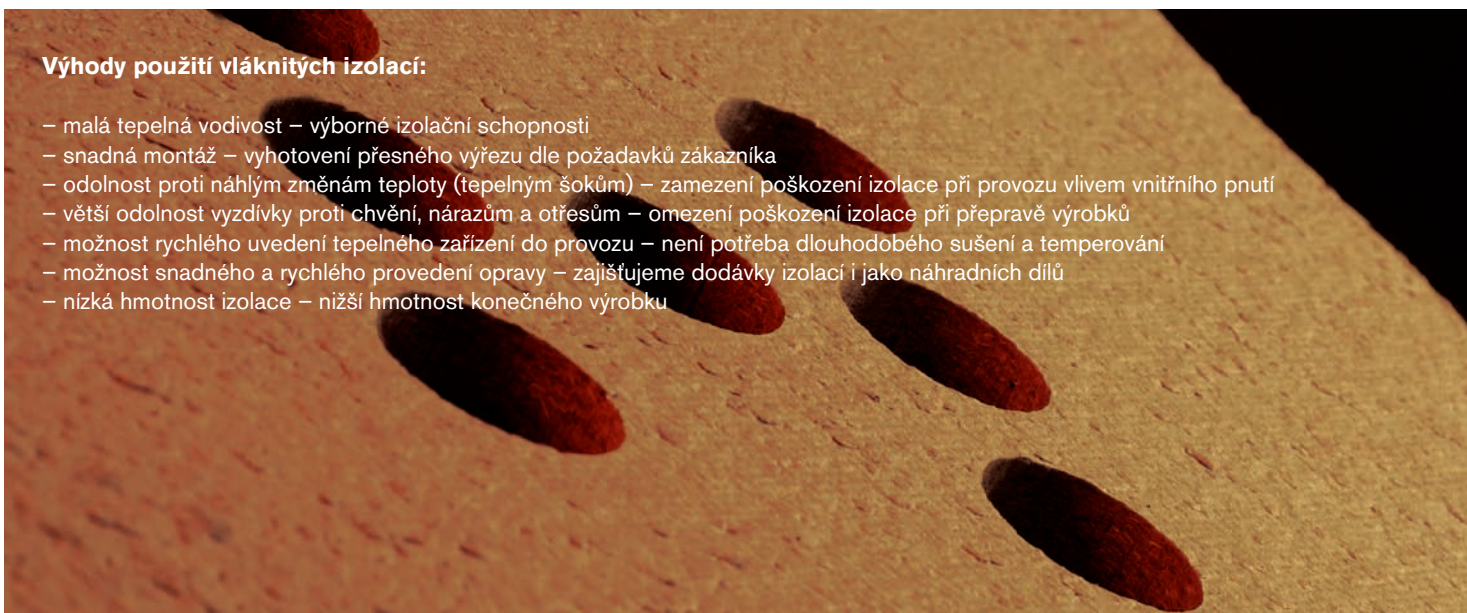 Výhody použití vláknitých izolací:
– malá tepelná vodivost – výborné izolační schopnosti
– snadná montáž – vyhotovení přesného výřezu dle požadavků zákazníka
– odolnost proti náhlým změnám teploty (tepelným šokům) – zamezení poškození izolace při provozu vlivem vnitřního pnutí
– větší odolnost vyzdívky proti chvění, nárazům a otřesům – omezení poškození izolace při přepravě výrobků
– možnost rychlého uvedení tepelného zařízení do provozu – není potřeba dlouhodobého sušení a temperování
– možnost snadného a rychlého provedení opravy – zajišťujeme dodávky izolací i jako náhradních dílů
– nízká hmotnost izolace – nižší hmotnost konečného výrobku